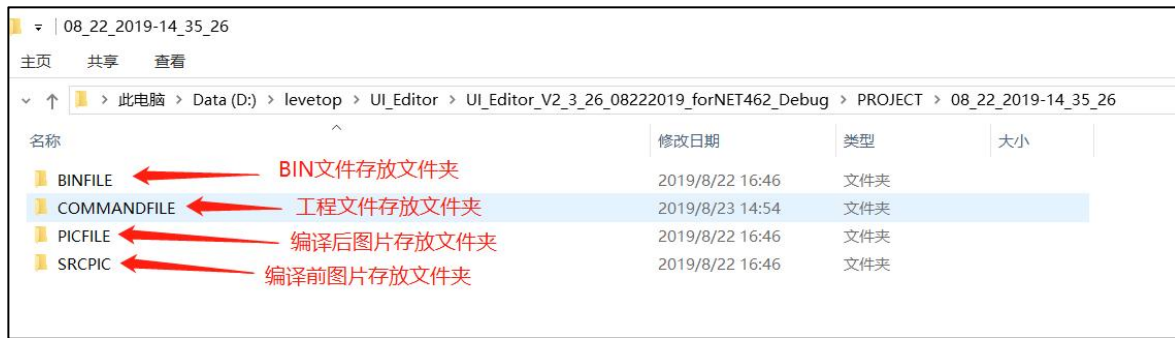 08_22_2019-14_35_26
主页 共享 查看
此电脑 > Data (D:) > levetop > UI_Editor > UI_Editor_V2_3_26_08222019_forNET462_Debug > PROJECT > 08_22_2019-14_35_26
名称 修改日期 类型 大小
BINFILE BIN文件存放文件夹 2019/8/22 16:46 文件夹
COMMANDFILE 工程文件存放文件夹 2019/8/23 14:54 文件夹
PICFILE 编译后图片存放文件夹 2019/8/22 16:46 文件夹
SRCPIC 编译前图片存放文件夹 2019/8/22 16:46 文件夹